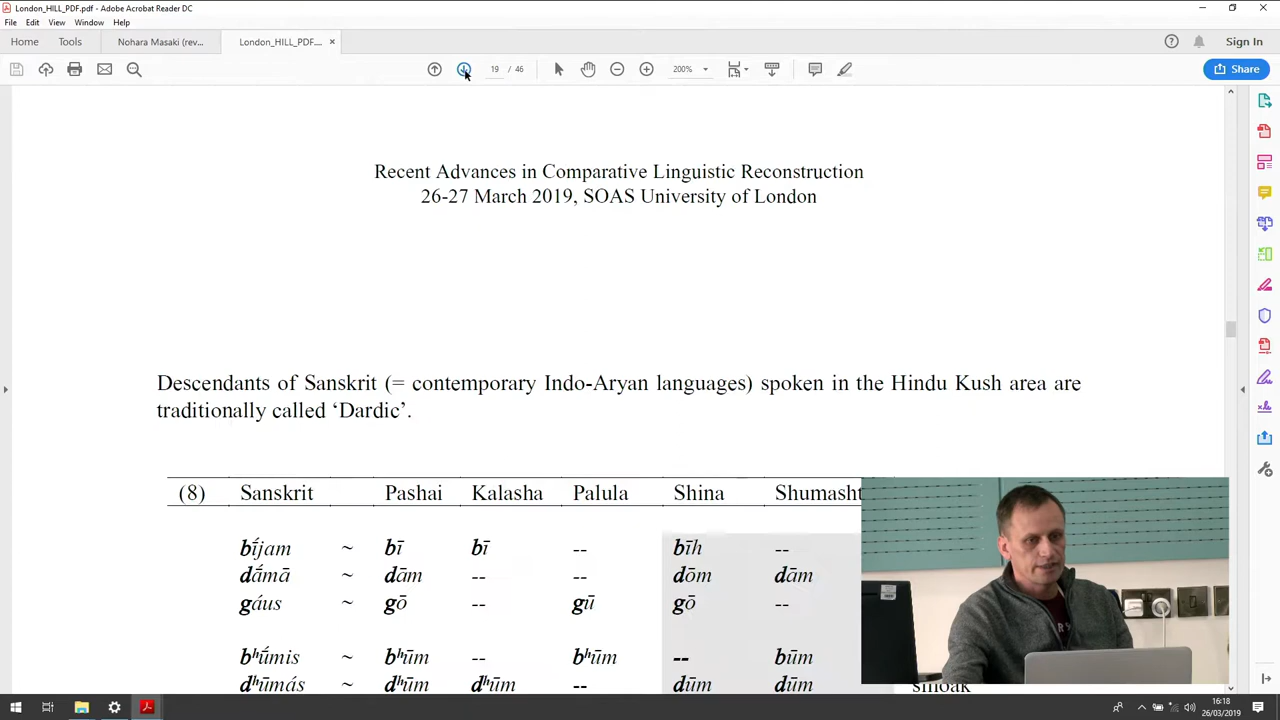 London_HILL_PDF.pdf - Adobe Acrobat Reader DC
File Edit View Window Help
Home Tools Nohara Masaki (rev... London_HILL_PDF.... × Sign In
19 / 46 200% Share
Recent Advances in Comparative Linguistic Reconstruction
26-27 March 2019, SOAS University of London
Descendants of Sanskrit (= contemporary Indo-Aryan languages) spoken in the Hindu Kush area are
traditionally called ‘Dardic’.
(8) Sanskrit Pashai Kalasha Palula Shina Shumasht
bī́jam ~ bī bī -- bīh --
dā́mā ~ dām -- -- dōm dām
gáus ~ gō -- gū gō --
bʰū́mis ~ bʰūm -- bʰūm -- būm
dʰūmás ~ dʰūm dʰūm -- dūm dūm smoak
16:18
26/03/2019